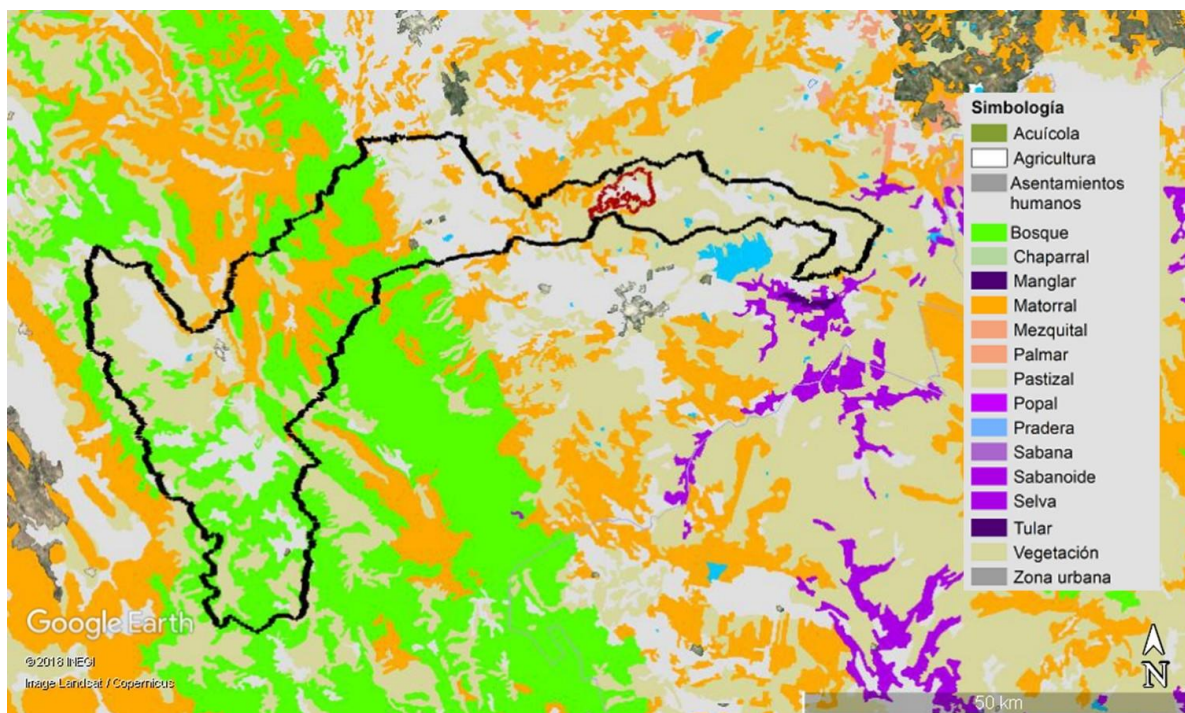 Simbología
Acuícola
Agricultura
Asentamientos
humanos
Bosque
Chaparral
Manglar
Matorral
Mezquital
Palmar
Pastizal
Popal
Pradera
Sabana
Sabanoide
Selva
Tular
Vegetación
Zona urbana
Google Earth
©2018 INEGI
Image Landsat / Copernicus
N
50 km